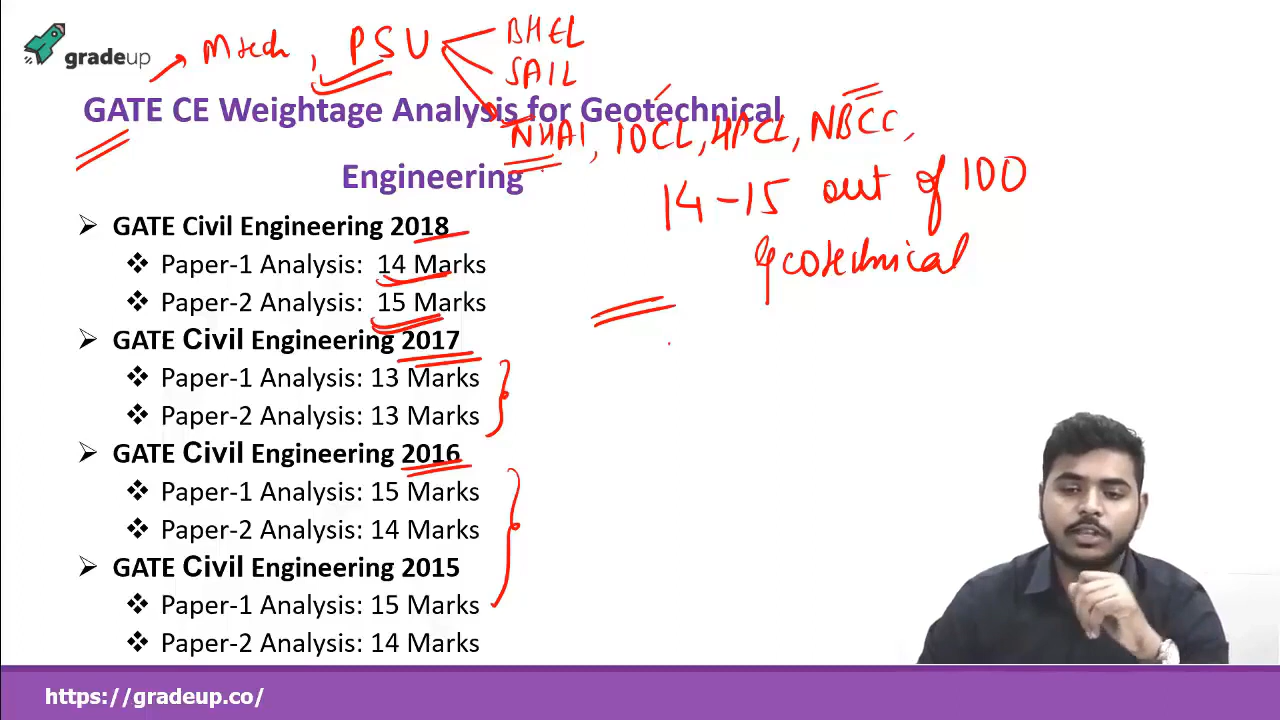 gradeup
Mtech, PSU
BHEL
SAIL
GATE CE Weightage Analysis for Geotechnical
NHAI, IOCL, HPCL, NBCC,
Engineering
14-15 out of 100
Geotechnical
➢ GATE Civil Engineering 2018
❖ Paper-1 Analysis: 14 Marks
❖ Paper-2 Analysis: 15 Marks
➢ GATE Civil Engineering 2017
❖ Paper-1 Analysis: 13 Marks
❖ Paper-2 Analysis: 13 Marks
➢ GATE Civil Engineering 2016
❖ Paper-1 Analysis: 15 Marks
❖ Paper-2 Analysis: 14 Marks
➢ GATE Civil Engineering 2015
❖ Paper-1 Analysis: 15 Marks
❖ Paper-2 Analysis: 14 Marks
https://gradeup.co/